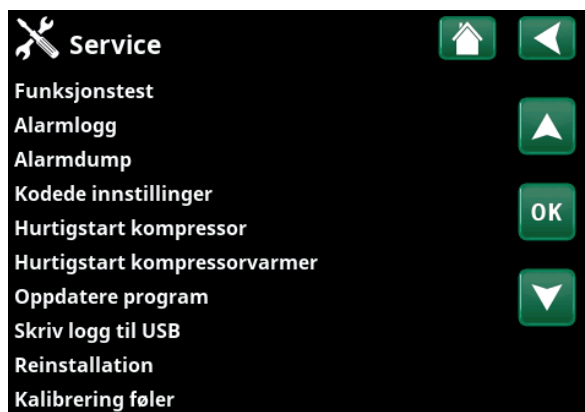 Service
Funksjonstest
Alarmlogg
Alarmdump
Kodede innstillinger
OK
Hurtigstart kompressor
Hurtigstart kompressorvarmer
Oppdatere program
Skriv logg til USB
Reinstallation
Kalibrering føler